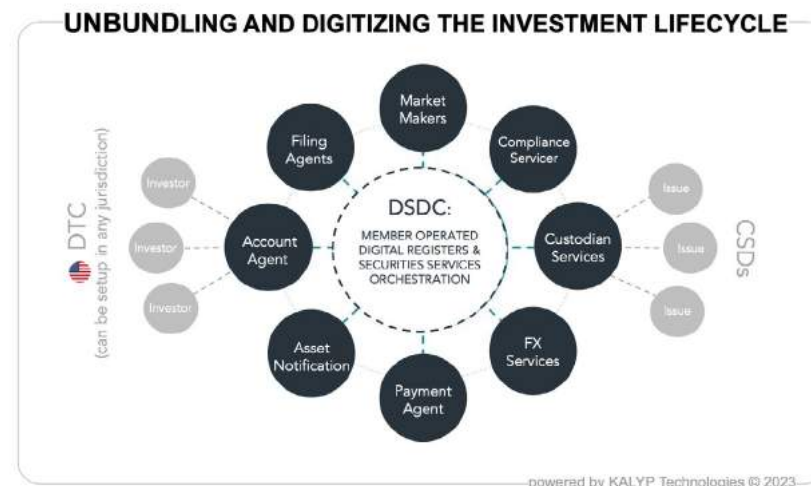 UNBUNDLING AND DIGITIZING THE INVESTMENT LIFECYCLE
Market
Makers
Filing
Agents
Compliance
Servicer
DTC
(can be setup in any jurisdiction)
Investor
Investor
Investor
Account
Agent
DSDC:
MEMBER OPERATED
DIGITAL REGISTERS &
SECURITIES SERVICES
ORCHESTRATION
Custodian
Services
Issue
Issue
Issue
CSDs
Asset
Notification
FX
Services
Payment
Agent
powered by KALYP Technologies © 2023